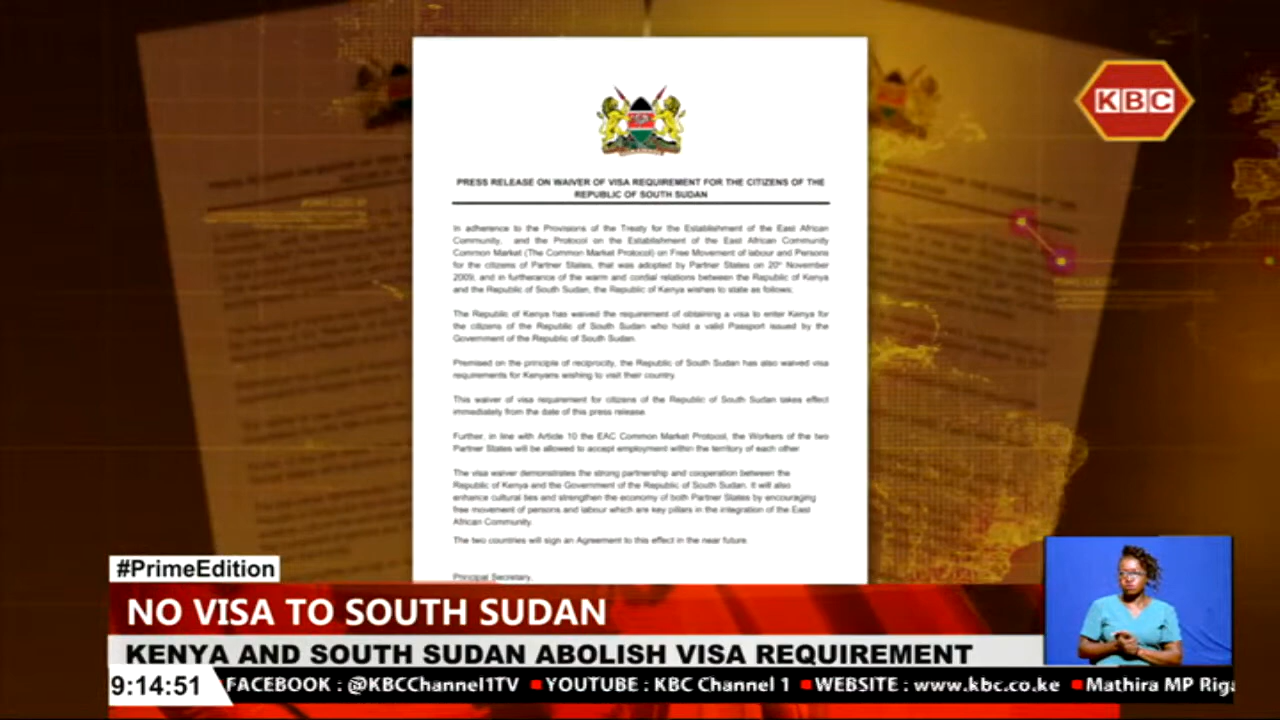 KBC
PRESS RELEASE ON WAIVER OF VISA REQUIREMENT FOR THE CITIZENS OF THE
REPUBLIC OF SOUTH SUDAN
In adherence to the Provisions of the Treaty for the Establishment of the East African
Community, and the Protocol on the Establishment of the East African Community
Common Market (The Common Market Protocol) on Free Movement of labour and Persons
for the citizens of Partner States, that was adopted by Partner States on 20th November
2009; and in furtherance of the warm and cordial relations between the Republic of Kenya
and the Republic of South Sudan, the Republic of Kenya wishes to state as follows;
The Republic of Kenya has waived the requirement of obtaining a visa to enter Kenya for
the citizens of the Republic of South Sudan who hold a valid Passport issued by the
Government of the Republic of South Sudan.
Premised on the principle of reciprocity, the Republic of South Sudan has also waived visa
requirements for Kenyans wishing to visit their country.
This waiver of visa requirement for citizens of the Republic of South Sudan takes effect
immediately from the date of this press release.
Further, in line with Article 10 the EAC Common Market Protocol, the Workers of the two
Partner States will be allowed to accept employment within the territory of each other
The visa waiver demonstrates the strong partnership and cooperation between the
Republic of Kenya and the Government of the Republic of South Sudan. It will also
enhance cultural ties and strengthen the economy of both Partner States by encouraging
free movement of persons and labour which are key pillars in the integration of the East
African Community.
The two countries will sign an Agreement to this effect in the near future.
Principal Secretary,
#PrimeEdition
NO VISA TO SOUTH SUDAN
KENYA AND SOUTH SUDAN ABOLISH VISA REQUIREMENT
9:14:51 FACEBOOK : @KBCChannel1TV YOUTUBE : KBC Channel 1 WEBSITE : www.kbc.co.ke Mathira MP Riga